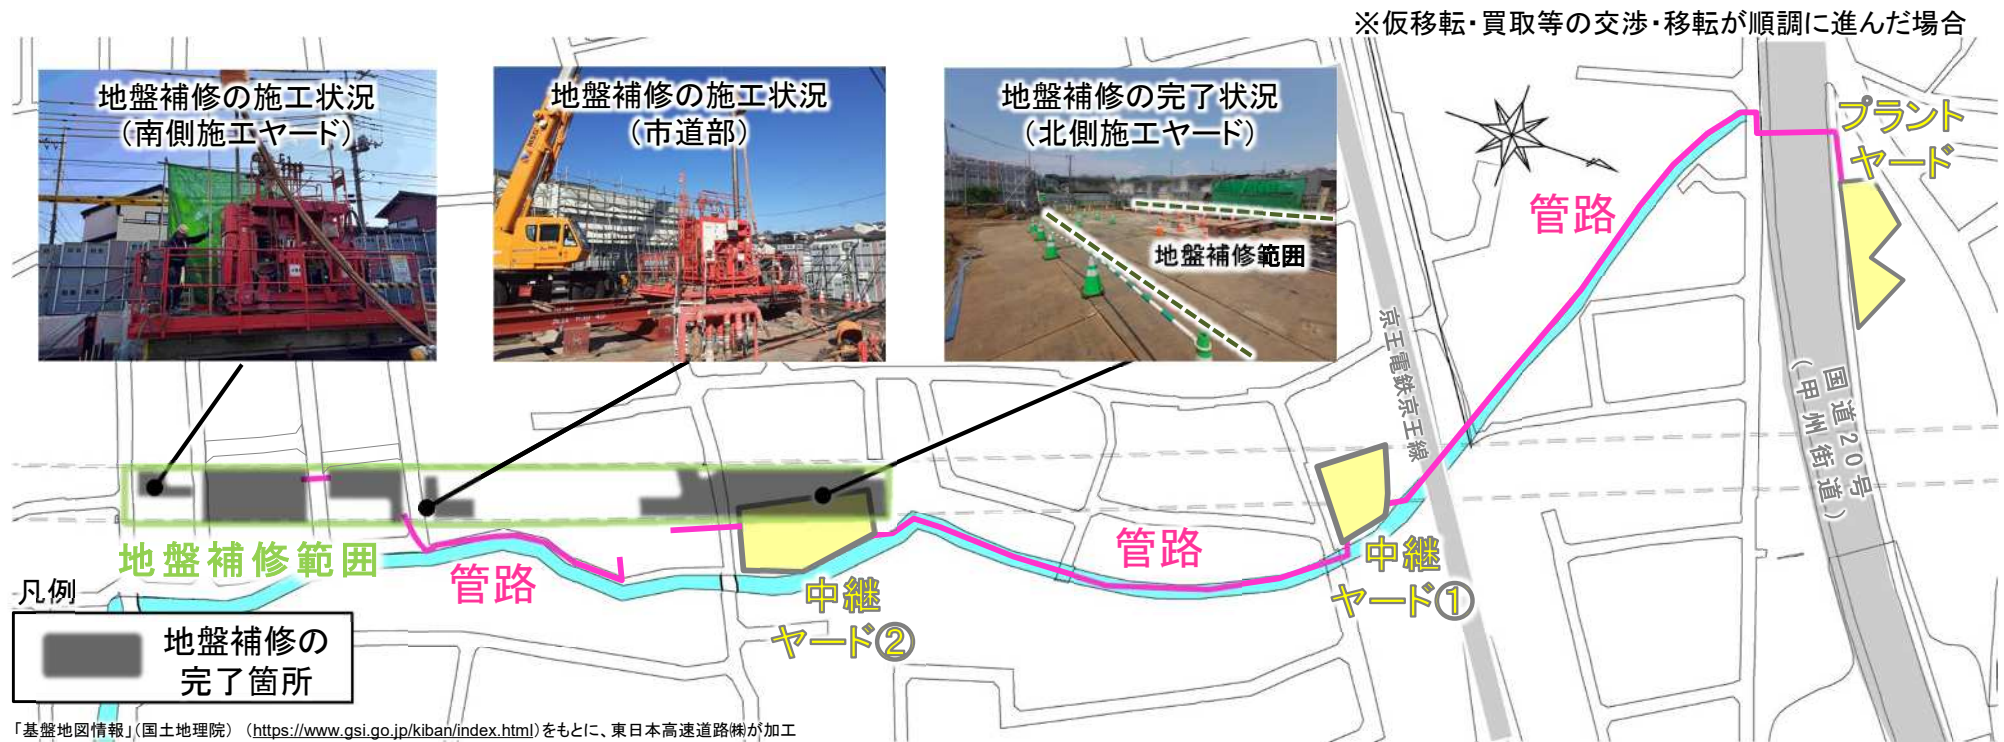 ※仮移転・買取等の交渉・移転が順調に進んだ場合
地盤補修の施工状況
（南側施工ヤード）
地盤補修の施工状況
（市道部）
地盤補修の完了状況
（北側施工ヤード）
地盤補修範囲
プラント
ヤード
管路
京王電鉄京王線
国道20号
（甲州街道）
地盤補修範囲
管路
中継
ヤード②
管路
中継
ヤード①
凡例
地盤補修の
完了箇所
「基盤地図情報」（国土地理院）（https://www.gsi.go.jp/kiban/index.html）をもとに、東日本高速道路㈱が加工